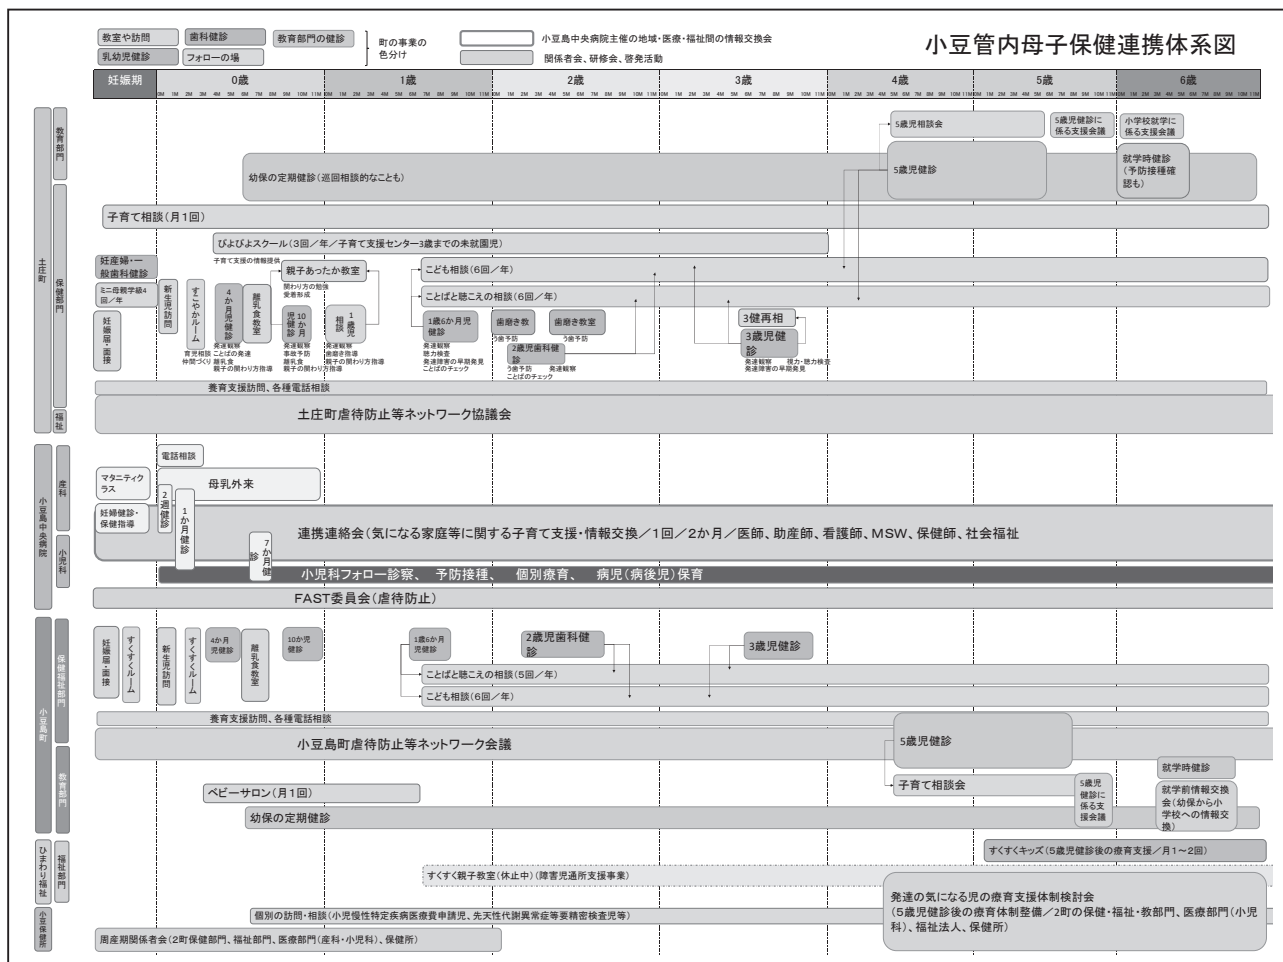 小豆管内母子保健連携体系図
教室や訪問
歯科健診
教育部門の健診
乳幼児健診
フォローの場
町の事業の
色分け
小豆島中央病院主催の地域・医療・福祉間の情報交換会
関係者会、研修会、啓発活動
妊娠期
0歳
1歳
2歳
3歳
4歳
5歳
6歳
土庄町
教育部門
5歳児相談会
5歳児健診に
係る支援会議
小学校就学に
係る支援会議
幼保の定期健診(巡回相談的なことも)
5歳児健診
就学時健診
(予防接種確
認も)
保健部門
子育て相談(月1回)
ぴよぴよスクール(3回/年/子育て支援センター3歳までの未就園児)
子育て支援の情報提供
妊産婦・一
般歯科健診
ミニ母親学級4
回/年
妊娠届・面接
新生児訪問
すこやかルーム
育児相談
仲間づくり
4か月児健診
発達観察
ことばの発達
離乳食
親子の関わり方指導
離乳食教室
親子あったか教室
関わり方の勉強
愛着形成
10か月児健診
発達観察
事故予防
離乳食
親子の関わり方指導
1歳児相談
発達観察
歯磨き指導
親子の関わり方指導
こども相談(6回/年)
ことばと聴こえの相談(6回/年)
1歳6か月児
健診
発達観察
聴力検査
発達障害の早期発見
ことばのチェック
歯磨き教
う歯予防
歯磨き教室
う歯予防
2歳児歯科健
診
う歯予防
発達観察
ことばのチェック
3健再相
3歳児健
診
発達観察
視力・聴力検査
発達障害の早期発見
養育支援訪問、各種電話相談
福祉
土庄町虐待防止等ネットワーク協議会
小豆島中央病院
産科
電話相談
マタニティク
ラス
母乳外来
妊婦健診・
保健指導
2週健診
1か月健診
連携連絡会(気になる家庭等に関する子育て支援・情報交換/1回/2か月/医師、助産師、看護師、MSW、保健師、社会福祉
小児科
7か月健診
小児科フォロー診察、 予防接種、 個別療育、 病児(病後児)保育
FAST委員会(虐待防止)
小豆島町
保健福祉部門
妊娠届・面接
すくすくルーム
新生児訪問
すくすくルーム
4か月
児健診
離乳食教室
10か児
健診
1歳6か月
児健診
2歳児歯科健
診
3歳児健診
ことばと聴こえの相談(5回/年)
こども相談(6回/年)
養育支援訪問、各種電話相談
小豆島町虐待防止等ネットワーク会議
5歳児健診
教育部門
就学時健診
子育て相談会
5歳児
健診に
係る支
援会議
就学前情報交換
会(幼保から小
学校への情報交
換)
ベビーサロン(月1回)
幼保の定期健診
ひまわり福祉
福祉部門
すくすくキッズ(5歳児健診後の療育支援/月1~2回)
すくすく親子教室(休止中)(障害児通所支援事業)
発達の気になる児の療育支援体制検討会
(5歳児健診後の療育体制整備/2町の保健・福祉・教部門、医療部門(小児
科)、福祉法人、保健所)
小豆保健所
個別の訪問・相談(小児慢性特定疾病医療費申請児、先天性代謝異常症等要精密検査児等)
周産期関係者会(2町保健部門、福祉部門、医療部門(産科・小児科)、保健所)